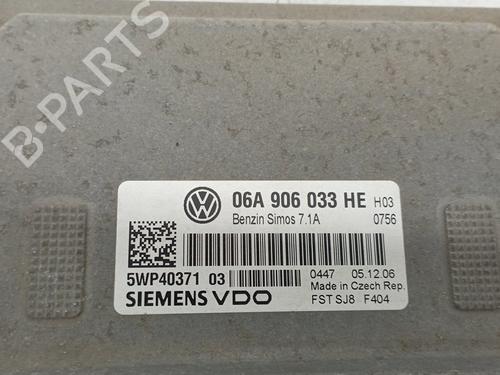 B-PARTS
06A 906 033 HE H03
Benzin Simos 7.1A 0756
5WP40371 03
0447 05.12.06
SIEMENS VDO
Made in Czech Rep.
FST SJ8 F404